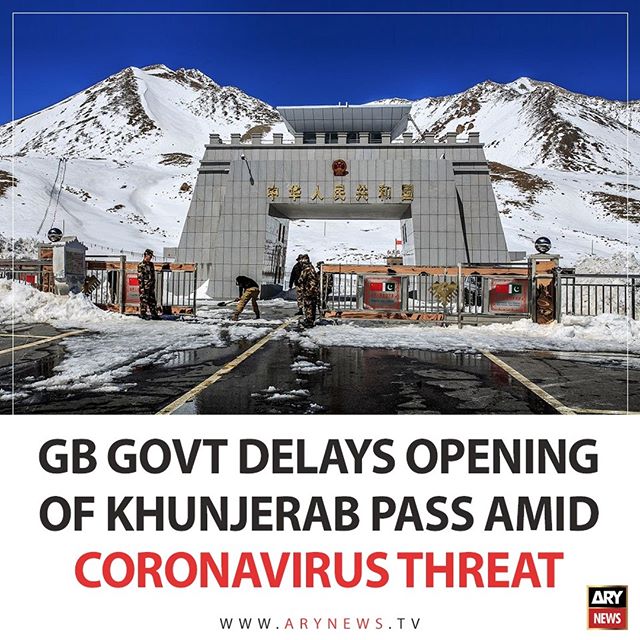 中华人民共和国
GB GOVT DELAYS OPENING
OF KHUNJERAB PASS AMID
CORONAVIRUS THREAT
WWW.ARYNEWS.TV
ARY
NEWS